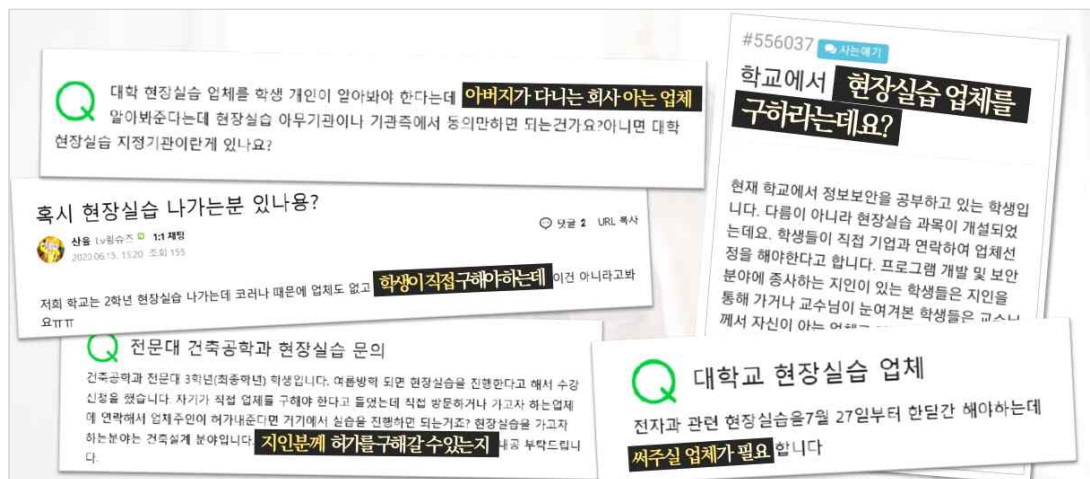 대학 현장실습 업체를 학생 개인이 알아봐야 한다는데 아버지가 다니는 회사 아는 업체
알아봐준다는데 현장실습 아무기관이나 기관측에서 동의만하면 되는건가요?아니면 대학
현장실습 지정기관이란게 있나요?
혹시 현장실습 나가는분 있나용?
산율 Lv링슈즈 1:1 채팅
2020.06.15. 15:20 조회 155
댓글 2 URL 복사
저희 학교는 2학년 현장실습 나가는데 코러나 때문에 업체도 없고 학생이 직접 구해야하는데 이건 아니라고봐
요ㅠㅠ
전문대 건축공학과 현장실습 문의
건축공학과 전문대 3학년(최종학년) 학생입니다. 여름방학 되면 현장실습을 진행한다고 해서 수강
신청을 했습니다. 자기가 직접 업체를 구해야 한다고 들었는데 직접 방문하거나 가고자 하는업체
에 연락해서 업체주인이 허가내준다면 거기에서 실습을 진행하면 되는거죠? 현장실습을 가고자
하는분야는 건축설계 분야입니다. 지인분께 허가를구해갈 수있는지 내공 부탁드립니
다.
#556037 사는얘기
학교에서 현장실습 업체를
구하라는데요?
현재 학교에서 정보보안을 공부하고 있는 학생입
니다. 다름이 아니라 현장실습 과목이 개설되었
는데요. 학생들이 직접 기업과 연락하여 업체선
정을 해야한다고 합니다. 프로그램 개발 및 보안
분야에 종사하는 지인이 있는 학생들은 지인을
통해 가거나 교수님이 눈여겨본 학생들은 교수님
께서 자신이 아는
대학교 현장실습 업체
전자과 관련 현장실습을7월 27일부터 한달간 해야하는데
써주실 업체가 필요합니다